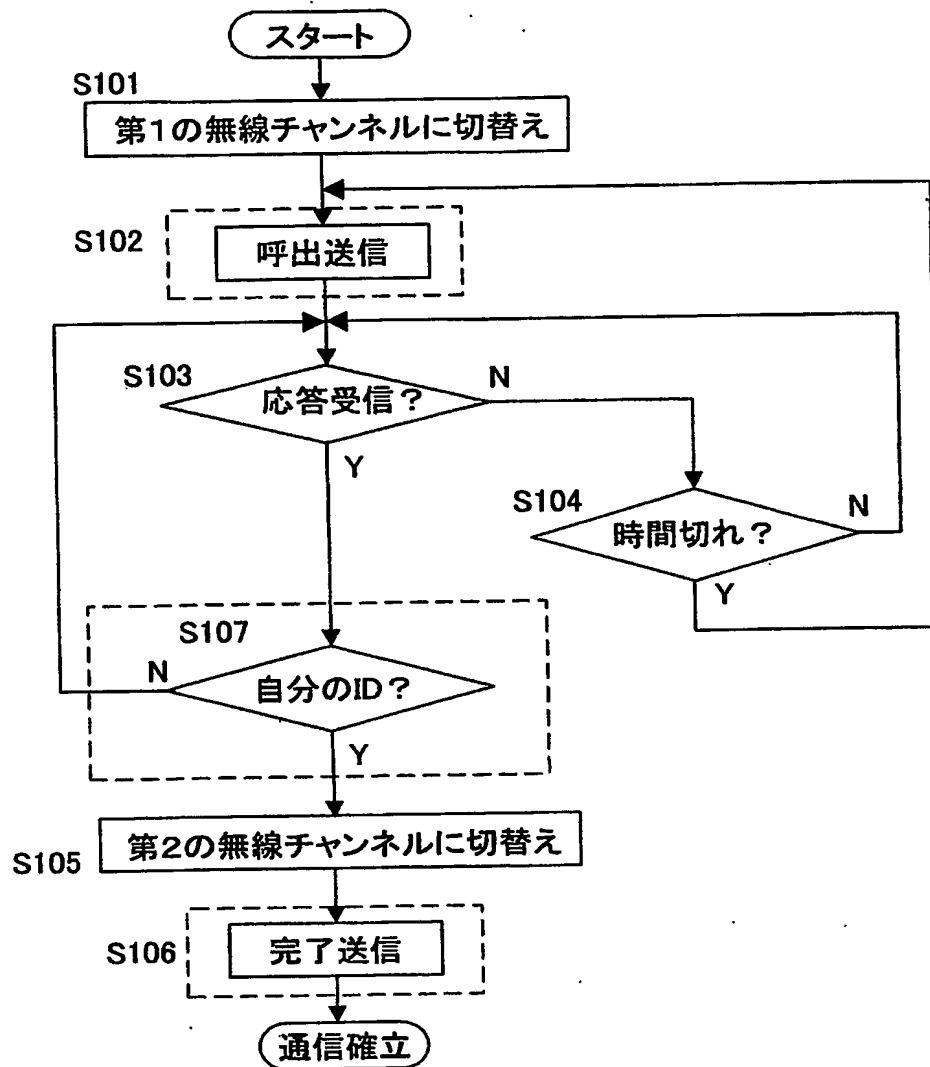 スタート
S101
第1の無線チャンネルに切替え
S102
呼出送信
S103
応答受信?
N
Y
S104
時間切れ?
N
Y
S107
自分のID?
N
Y
第2の無線チャンネルに切替え
S105
S106
完了送信
通信確立